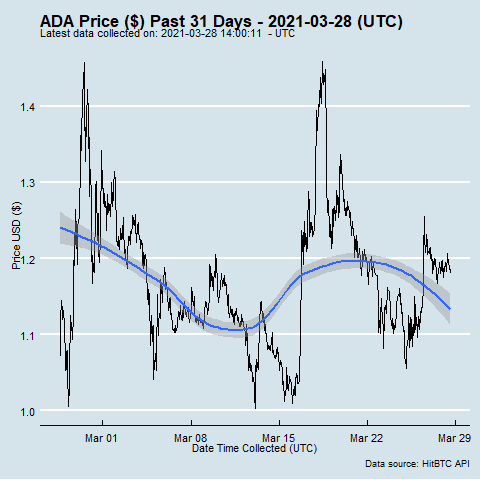 ADA Price ($) Past 31 Days - 2021-03-28 (UTC)
Latest data collected on: 2021-03-28 14:00:11 - UTC
Price USD ($)
1.4
1.3
1.2
1.1
1.0
Mar 01 Mar 08 Mar 15 Mar 22 Mar 29
Date Time Collected (UTC)
Data source: HitBTC API